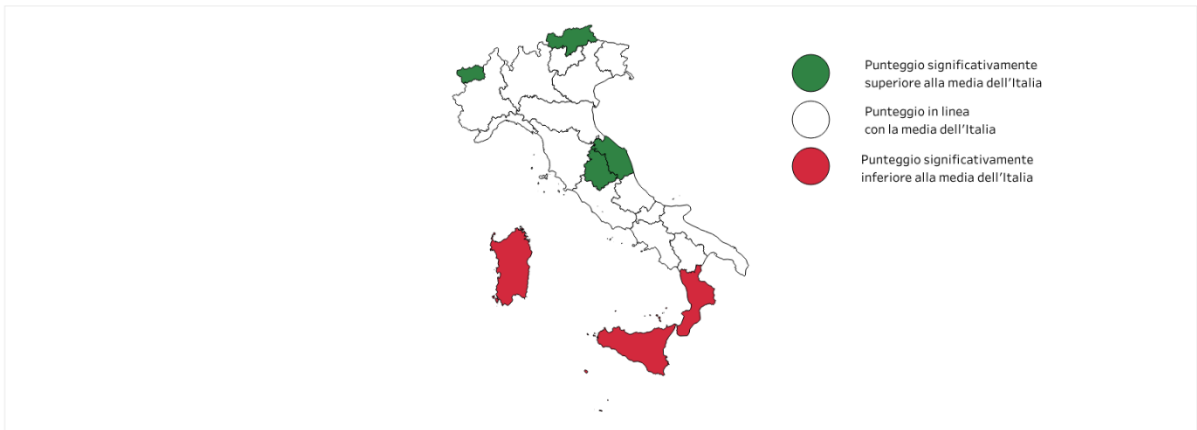 Punteggio significativamente
superiore alla media dell'Italia
Punteggio in linea
con la media dell'Italia
Punteggio significativamente
inferiore alla media dell'Italia